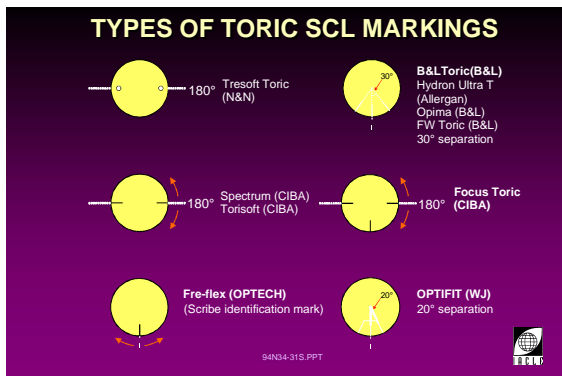 TYPES OF TORIC SCL MARKINGS
180°
Tresoft Toric
(N&N)
30°
B&LToric(B&L)
Hydron Ultra T
(Allergan)
Opima (B&L)
FW Toric (B&L)
30° separation
180°
Spectrum (CIBA)
Torisoft (CIBA)
180°
Focus Toric
(CIBA)
Fre-flex (OPTECH)
(Scribe identification mark)
20°
OPTIFIT (WJ)
20° separation
94N34-31S.PPT
IACLE